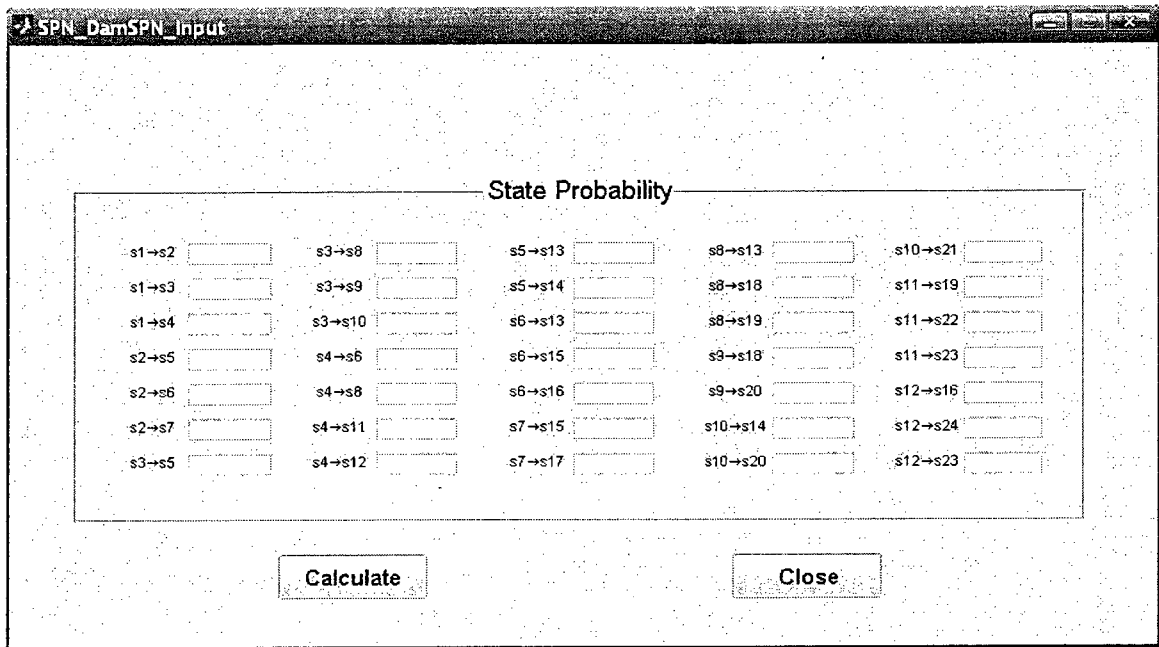 SPN_DamSPN_Input
State Probability
s1→s2 s3→s8 s5→s13 s8→s13 s10→s21
s1→s3 s3→s9 s5→s14 s8→s18 s11→s19
s1→s4 s3→s10 s6→s13 s8→s19 s11→s22
s2→s5 s4→s6 s6→s15 s9→s18 s11→s23
s2→s6 s4→s8 s6→s16 s9→s20 s12→s16
s2→s7 s4→s11 s7→s15 s10→s14 s12→s24
s3→s5 s4→s12 s7→s17 s10→s20 s12→s23
Calculate Close